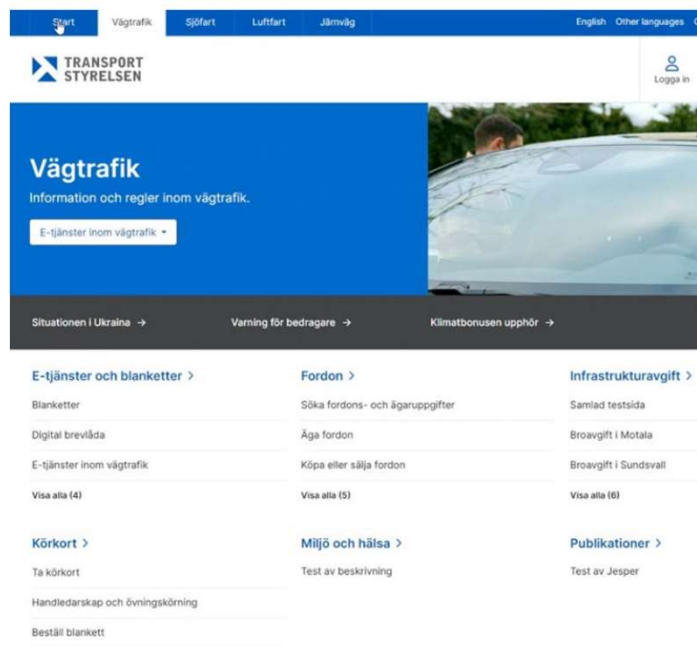 Start Vägtrafik Sjöfart Luftfart Järnväg English Other languages
TRANSPORT
STYRELSEN
Logga in
Vägtrafik
Information och regler inom vägtrafik.
E-tjänster inom vägtrafik
Situationen i Ukraina → Varning för bedragare → Klimatbonusen upphör →
E-tjänster och blanketter > Fordon > Infrastrukturavgift >
Blanketter Söka fordons- och ägaruppgifter Samlad testsida
Digital brevlåda Äga fordon Broavgift i Motala
E-tjänster inom vägtrafik Köpa eller sälja fordon Broavgift i Sundsvall
Visa alla (4) Visa alla (5) Visa alla (6)
Körkort > Miljö och hälsa > Publikationer >
Ta körkort Test av beskrivning Test av Jesper
Handledarskap och övningskörning
Beställ blankett